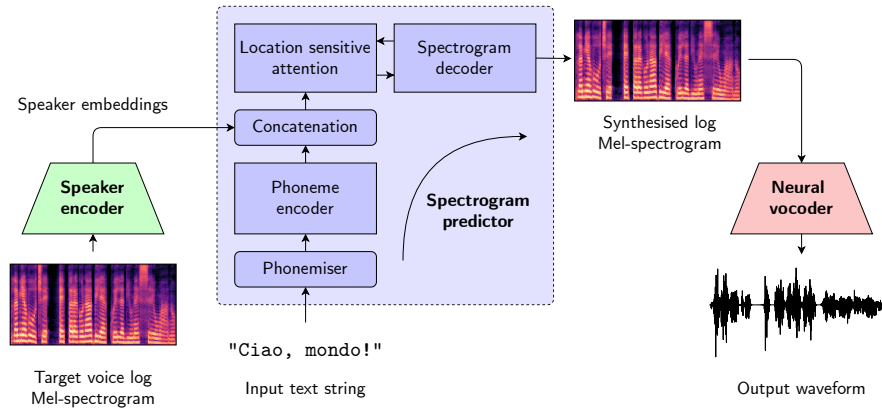 Location sensitive
attention
Spectrogram
decoder
Speaker embeddings
Concatenation
Synthesised log
Mel-spectrogram
Speaker
encoder
Phoneme
encoder
Spectrogram
predictor
Neural
vocoder
Phonemiser
"Ciao, mondo!"
Target voice log
Mel-spectrogram
Input text string
Output waveform